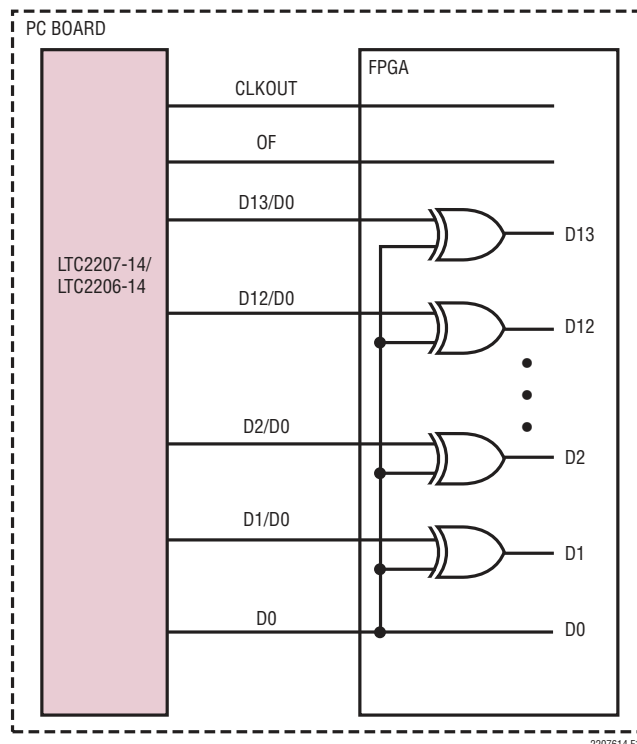 PC BOARD
FPGA
CLKOUT
OF
D13/D0
D13
LTC2207-14/
LTC2206-14
D12/D0
D12
D2/D0
D2
D1/D0
D1
D0
D0